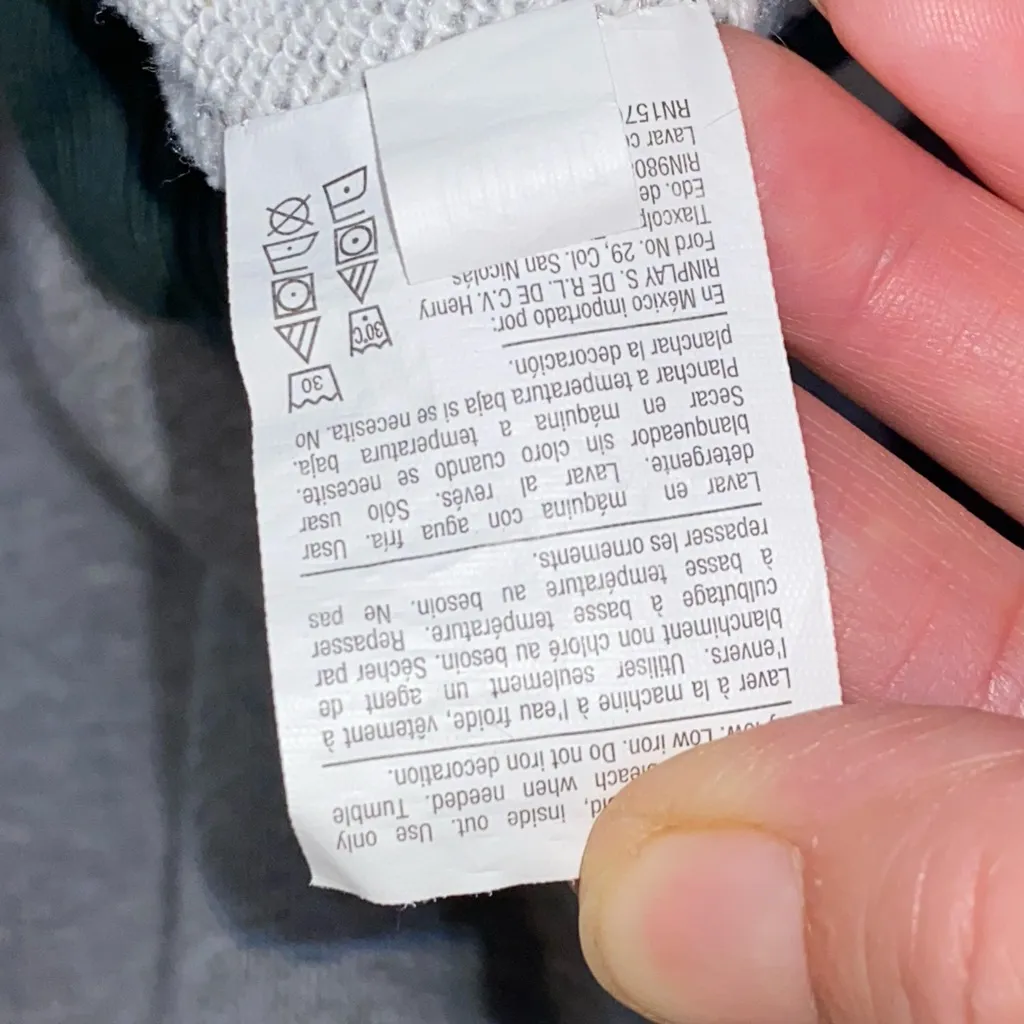 inside out. Use only
when needed. Tumble
low. Low iron. Do not iron decoration.
Laver à la machine à l'eau froide, vêtement à
l'envers. Utiliser seulement un agent de
blanchiment non chloré au besoin. Sécher par
culbutage à basse température. Repasser
à basse température au besoin. Ne pas
repasser les ornements.
Lavar en máquina con agua fría. Usar
detergente. Lavar al revés. Sólo usar
blanqueador sin cloro cuando se necesite.
Secar en máquina a temperatura baja.
Planchar a temperatura baja si se necesita. No
planchar la decoración.
En México importado por:
RINPLAY S. DE R.L. DE C.V. Henry
Ford No. 29, Col. San Nicolás
Tlaxcolp
Edo. de
RIN980
Lavar
RN157
30
30°C